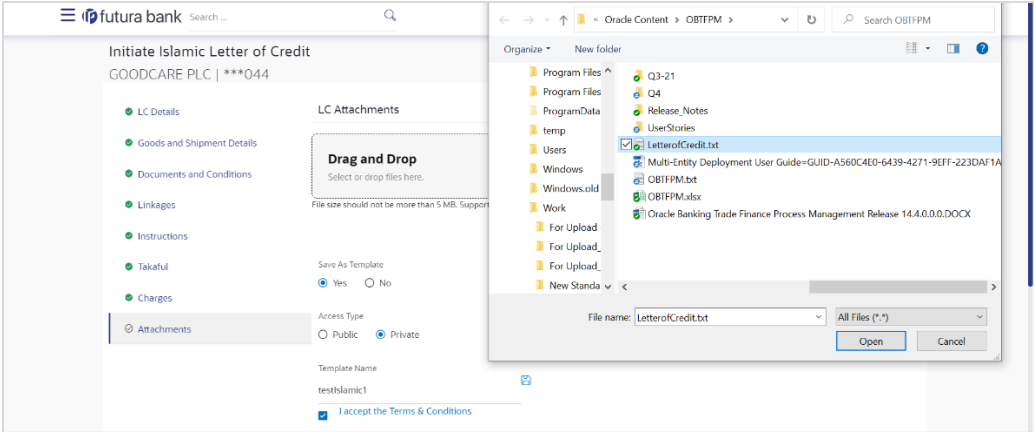 futura bank Search ...
Initiate Islamic Letter of Credit
GOODCARE PLC | ***044
LC Details
Goods and Shipment Details
Documents and Conditions
Linkages
Instructions
Takaful
Charges
Attachments
LC Attachments
Drag and Drop
Select or drop files here.
File size should not be more than 5 MB. Support
Save As Template
Yes No
Access Type
Public Private
Template Name
testIslamic1
I accept the Terms & Conditions
« Oracle Content > OBTFPM >
Search OBTFPM
Organize New folder
Program Files
Program Files
ProgramData
temp
Users
Windows
Windows.old
Work
For Upload
For Upload_
For Upload_
New Standa
Q3-21
Q4
Release_Notes
UserStories
LetterofCredit.txt
Multi-Entity Deployment User Guide=GUID-A560C4E0-6439-4271-9EFF-223DAF1A
OBTFPM.txt
OBTFPM.xlsx
Oracle Banking Trade Finance Process Management Release 14.4.0.0.0.DOCX
File name: LetterofCredit.txt All Files (*.*)
Open Cancel